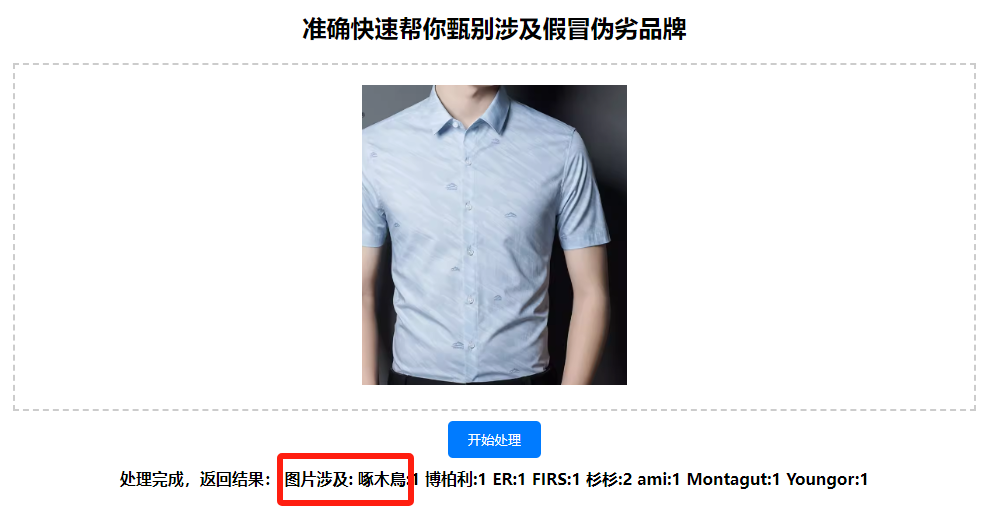 准确快速帮你甄别涉及假冒伪劣品牌
开始处理
处理完成，返回结果： 图片涉及: 啄木鳥:1 博柏利:1 ER:1 FIRS:1 杉杉:2 ami:1 Montagut:1 Youngor:1